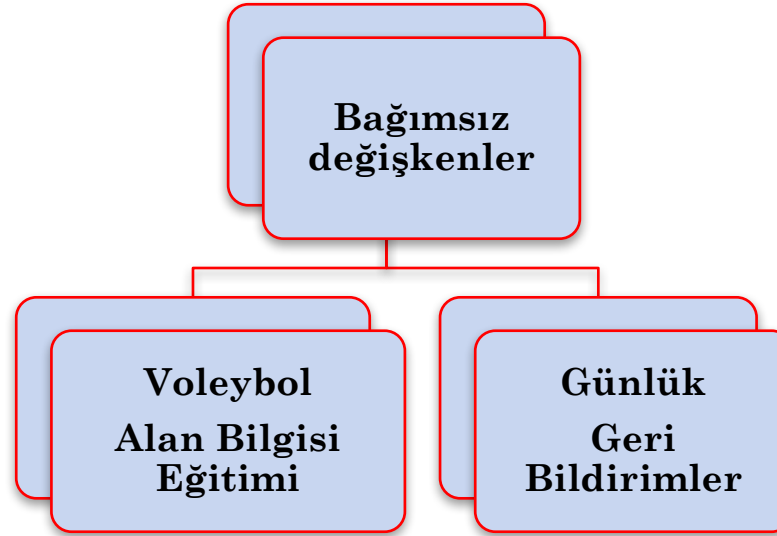 Bağımsız
değişkenler
Voleybol
Alan Bilgisi
Eğitimi
Günlük
Geri
Bildirimler